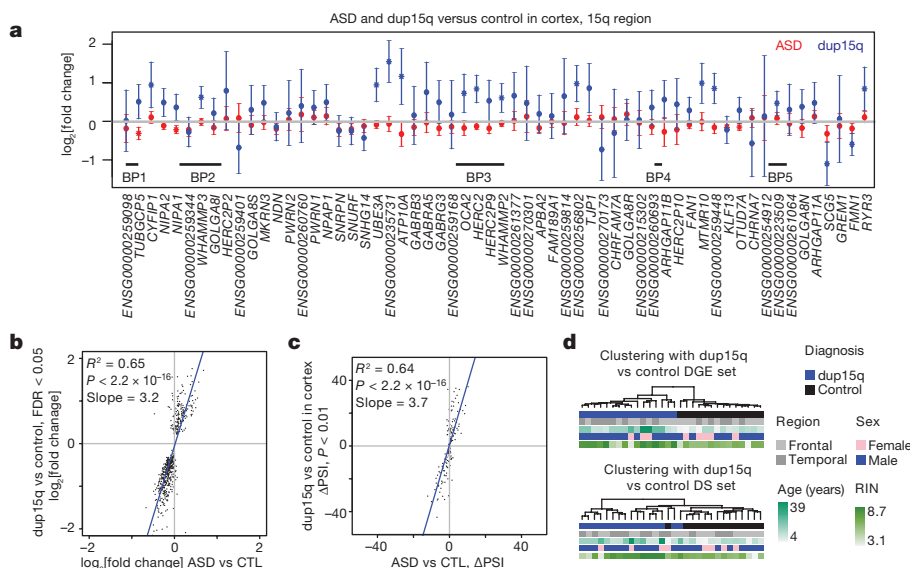 a
ASD and dup15q versus control in cortex, 15q region
ASD dup15q
log2[fold change]
2
1
0
−1
BP1 BP2 BP3 BP4 BP5
ENSG00000259098
TUBGCP5
CYFIP1
NIPA2
NIPA1
ENSG00000259344
WHAMMP3
GOLGA8I
HERC2P2
ENSG00000259401
GOLGA8S
MKRN3
NDN
PWRN2
ENSG00000260760
PWRN1
NPAP1
SNRPN
SNURF
SNHG14
UBE3A
ENSG00000235731
ATP10A
GABRB3
GABRA5
GABRG3
ENSG00000259168
OCA2
HERC2
HERC2P9
WHAMMP2
ENSG00000261377
ENSG00000270301
APBA2
FAM189A1
ENSG00000259814
ENSG00000256802
TJP1
ENSG00000270173
CHRFAM7A
GOLGA8R
ENSG00000215302
ENSG00000260693
ARHGAP11B
HERC2P10
FAN1
MTMR10
ENSG00000259448
KLF13
OTUD7A
CHRNA7
ENSG00000254912
ENSG00000223509
ENSG00000261064
GOLGA8N
ARHGAP11A
SCG5
GREM1
FMN1
RYR3
b
R² = 0.65
P < 2.2 × 10⁻¹⁶
Slope = 3.2
dup15q vs control, FDR < 0.05
log2[fold change]
2
1
0
−1
−2
−2 −1 0 1 2
log2[fold change] ASD vs CTL
c
R² = 0.64
P < 2.2 × 10⁻¹⁶
Slope = 3.7
dup15q vs control in cortex
ΔPSI, P < 0.01
40
0
−40
−40 0 40
ASD vs CTL, ΔPSI
d
Clustering with dup15q
vs control DGE set
Clustering with dup15q
vs control DS set
Diagnosis
dup15q
Control
Region
Frontal
Temporal
Sex
Female
Male
Age (years)
39
4
RIN
8.7
3.1